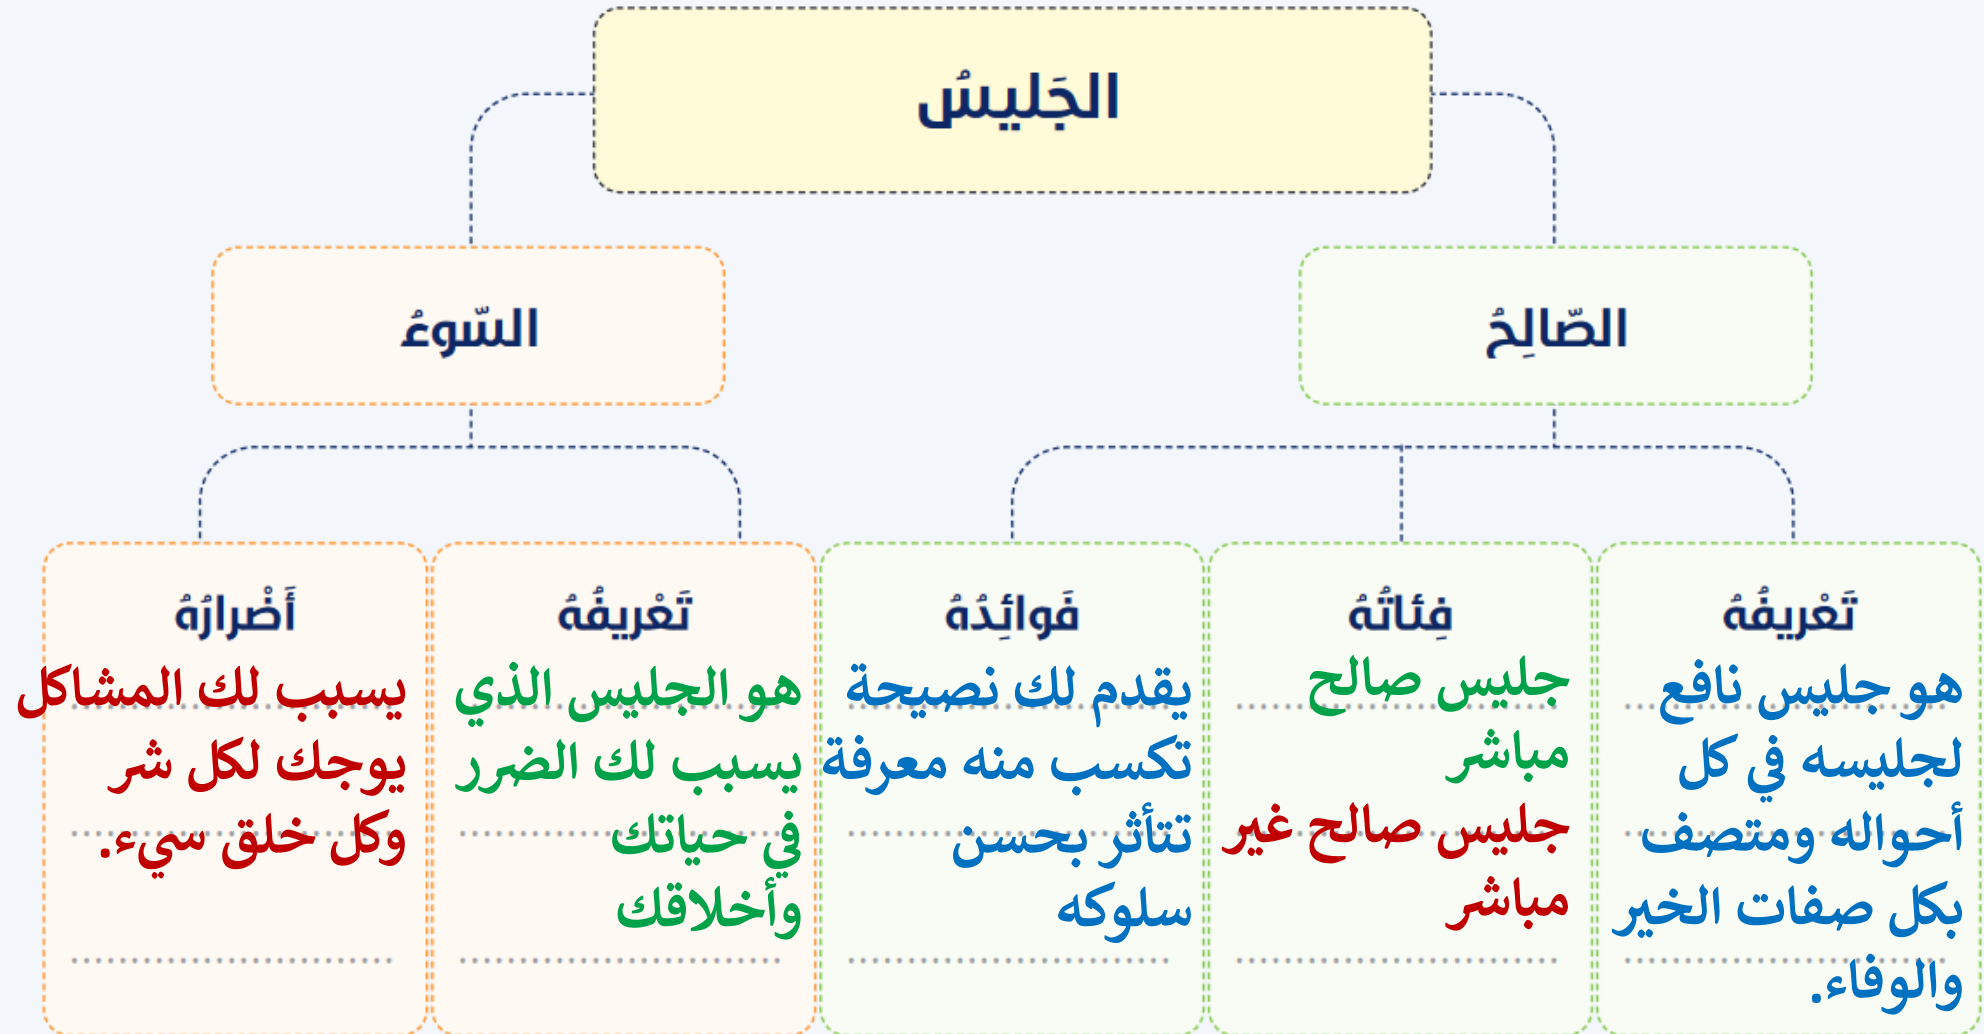 الجَليسُ
الصّالِحُ
السّوءُ
تَعْريفُهُ
هو جليس نافع
لجليسه في كل
أحواله ومتصف
بكل صفات الخير
والوفاء.
فِئاتُهُ
جليس صالح
مباشر
جليس صالح غير
مباشر
فَوائِدُهُ
يقدم لك نصيحة
تكسب منه معرفة
تتأثر بحسن
سلوكه
تَعْريفُهُ
هو الجليس الذي
يسبب لك الضرر
في حياتك
وأخلاقك
أَضْرارُهُ
يسبب لك المشاكل
يوجك لكل شر
وكل خلق سيء.